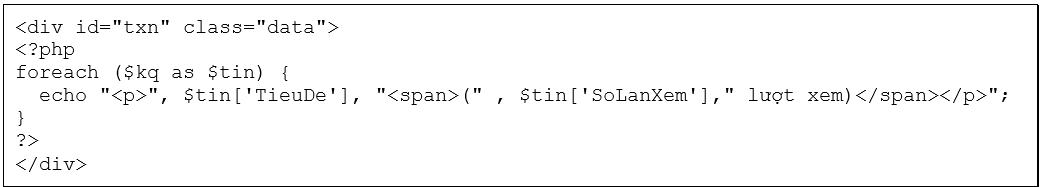 <div id="txn" class="data">
<?php
foreach ($kq as $tin) {
  echo "<p>", $tin['TieuDe'], "<span>(" , $tin['SoLanXem']," lượt xem)</span></p>";
}
?>
</div>